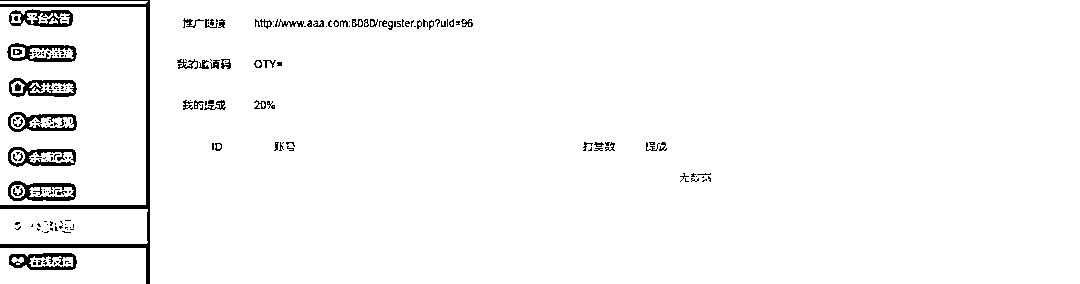 平台公告
我的链接
公共链接
余额提现
余额记录
提现记录
在线反馈
推广链接 http://www.aaa.com:8080/register.php?uid=96
我的邀请码 OTY=
我的提成 20%
ID 账号 打赏数 提成
无数据